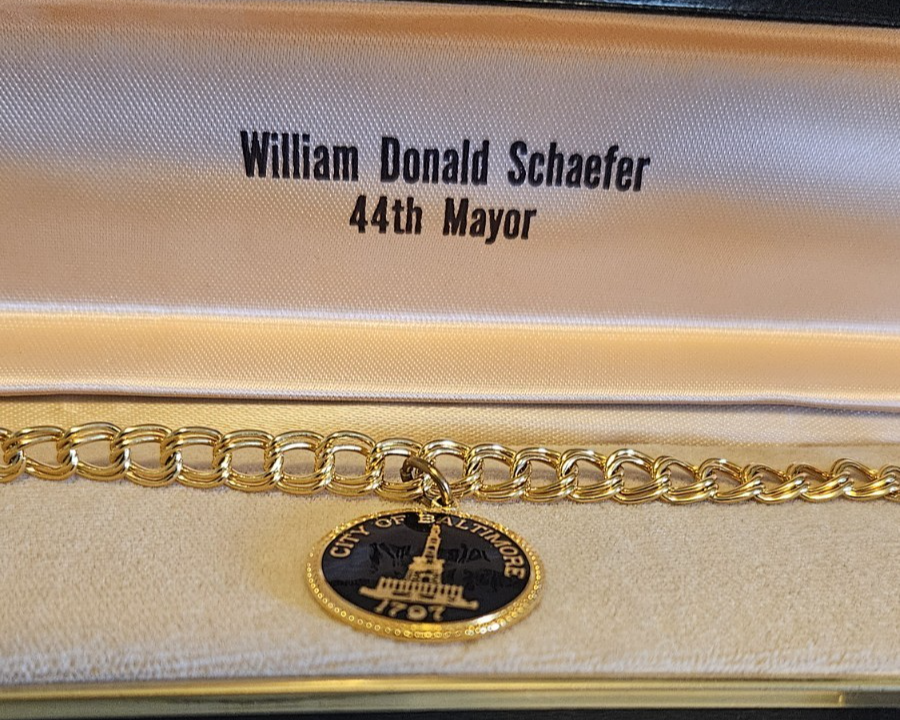 William Donald Schaefer
44th Mayor
CITY OF BALTIMORE
1797